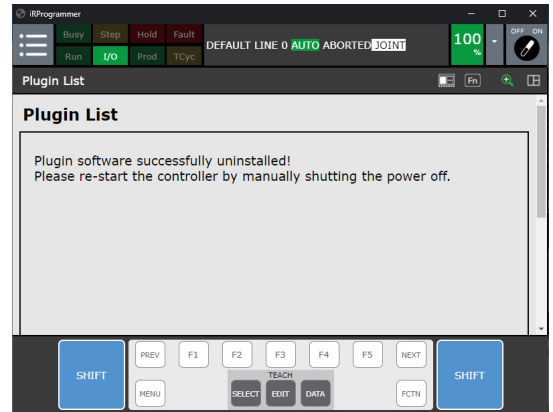 iRProgrammer
Busy Step Hold Fault
Run I/O Prod TCyc
DEFAULT LINE 0 AUTO ABORTED JOINT
100
%
OFF ON
Plugin List
Fn
Plugin List
Plugin software successfully uninstalled!
Please re-start the controller by manually shutting the power off.
SHIFT
PREV F1 F2 F3 F4 F5 NEXT
TEACH
MENU SELECT EDIT DATA FCTN
SHIFT